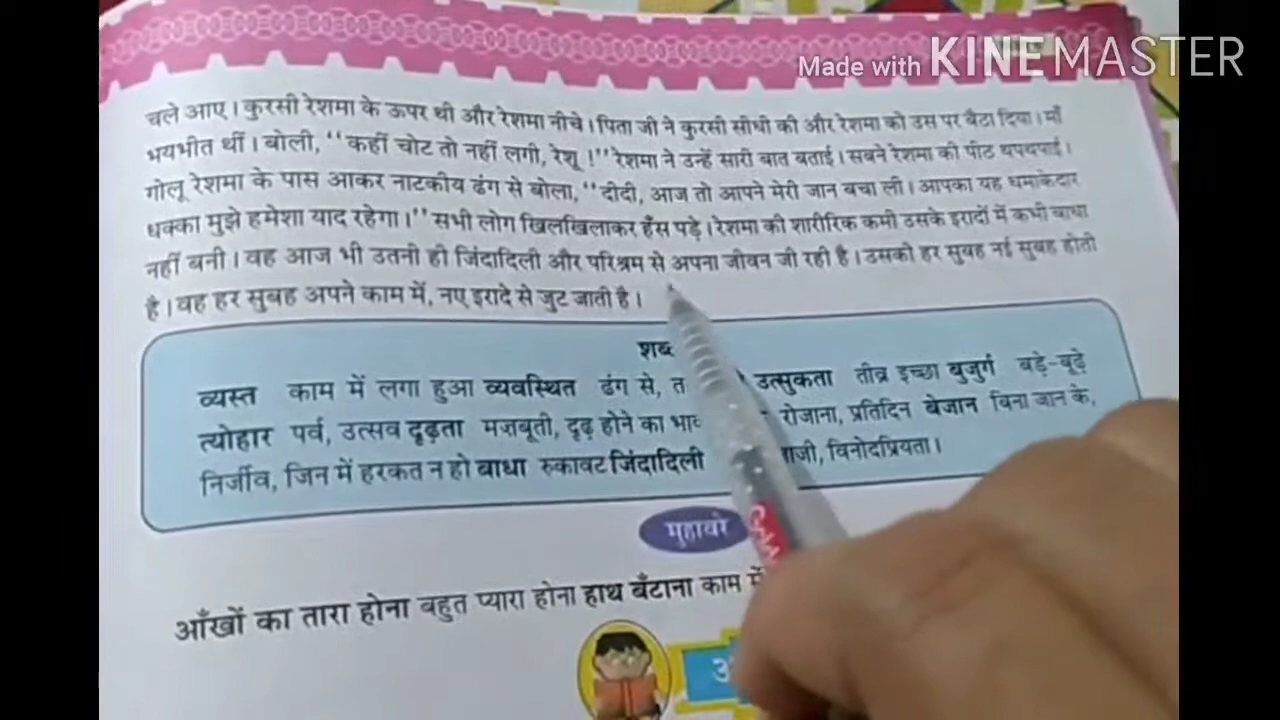 Made with KINEMASTER
चले आए। कुरसी रेशमा के ऊपर थी और रेशमा नीचे। पिता जी ने कुरसी सीधी की और रेशमा को उस पर बैठा दिया। माँ
भयभीत थीं। बोली, ‘‘कहीं चोट तो नहीं लगी, रेशू !’’ रेशमा ने उन्हें सारी बात बताई। सबने रेशमा की पीठ थपथपाई।
गोलू रेशमा के पास आकर नाटकीय ढंग से बोला, ‘‘दीदी, आज तो आपने मेरी जान बचा ली। आपका यह धमाकेदार
धक्का मुझे हमेशा याद रहेगा।’’ सभी लोग खिलखिलाकर हँस पड़े। रेशमा की शारीरिक कमी उसके इरादों में कभी बाधा
नहीं बनी। वह आज भी उतनी ही जिंदादिली और परिश्रम से अपना जीवन जी रही है। उसको हर सुबह नई सुबह होती
है। वह हर सुबह अपने काम में, नए इरादे से जुट जाती है।
व्यस्त काम में लगा हुआ व्यवस्थित ढंग से, उत्सुकता तीव्र इच्छा बुजुर्ग बड़े-बूढ़े
त्योहार पर्व, उत्सव दृढ़ता मज़बूती, दृढ़ होने का रोजाना, प्रतिदिन बेजान बिना जान के,
निर्जीव, जिन में हरकत न हो बाधा रुकावट जिंदादिली विनोदप्रियता।
मुहावरे
आँखों का तारा होना बहुत प्यारा होना हाथ बँटाना काम में